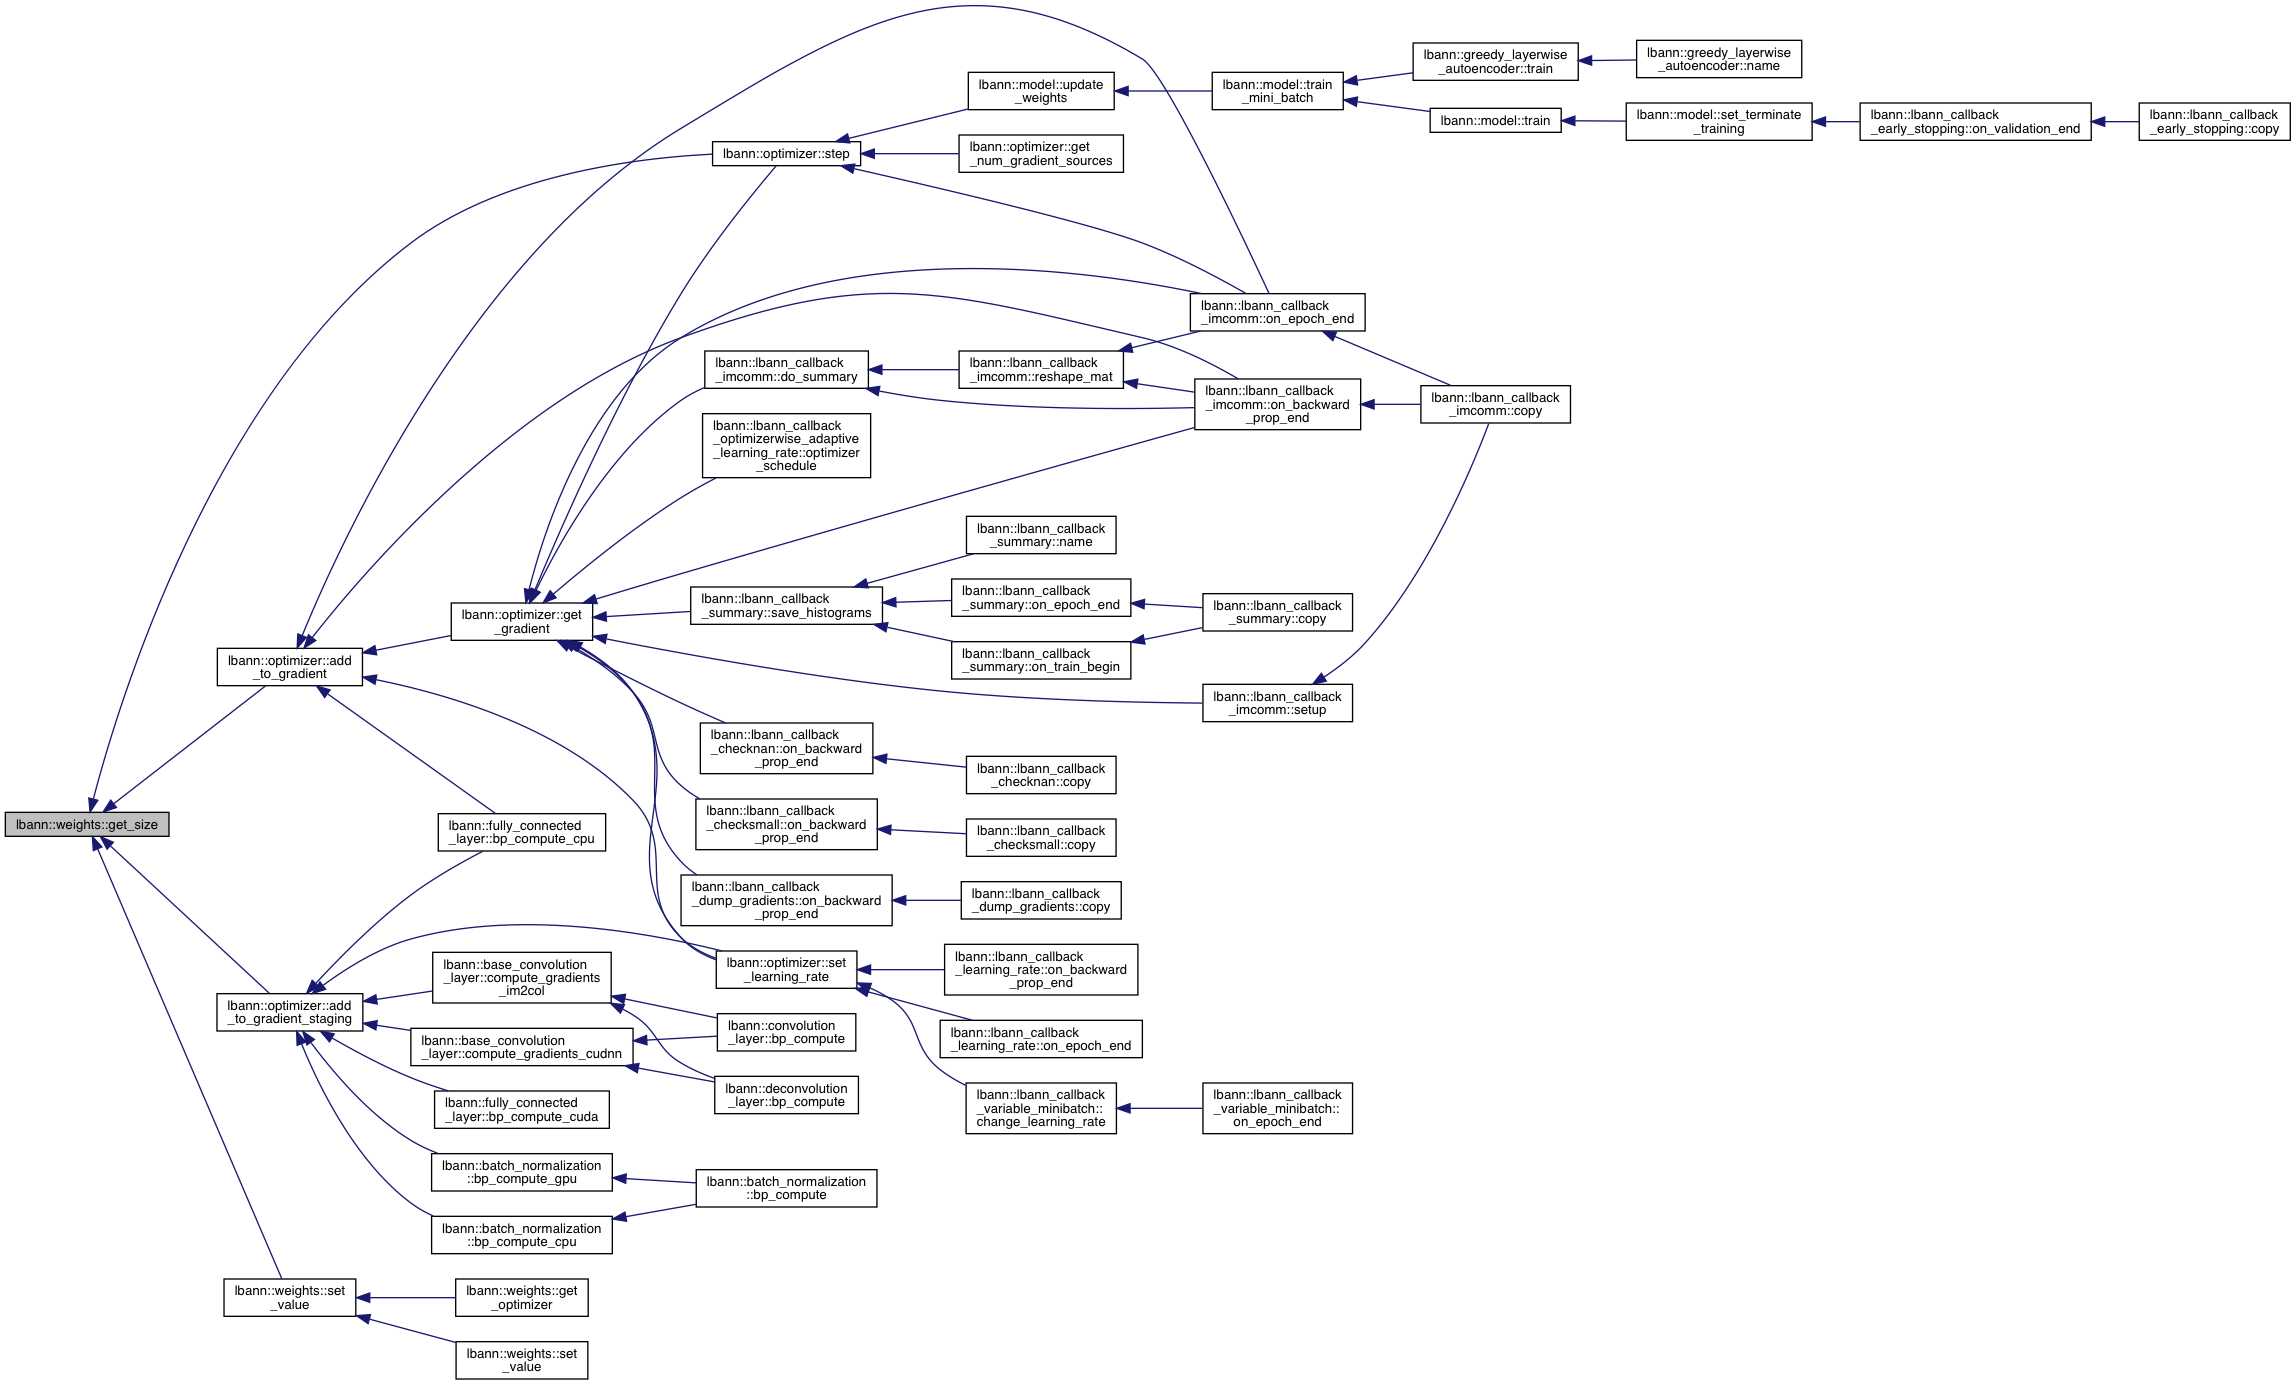 lbann::weights::get_size
lbann::optimizer::step
lbann::optimizer::add
_to_gradient
lbann::optimizer::add
_to_gradient_staging
lbann::weights::set
_value
lbann::model::update
_weights
lbann::optimizer::get
_num_gradient_sources
lbann::model::train
_mini_batch
lbann::greedy_layerwise
_autoencoder::train
lbann::greedy_layerwise
_autoencoder::name
lbann::model::train
lbann::model::set_terminate
_training
lbann::lbann_callback
_early_stopping::on_validation_end
lbann::lbann_callback
_early_stopping::copy
lbann::lbann_callback
_imcomm::on_epoch_end
lbann::lbann_callback
_imcomm::do_summary
lbann::lbann_callback
_imcomm::reshape_mat
lbann::lbann_callback
_imcomm::on_backward
_prop_end
lbann::lbann_callback
_imcomm::copy
lbann::lbann_callback
_optimizerwise_adaptive
_learning_rate::optimizer
_schedule
lbann::optimizer::get
_gradient
lbann::lbann_callback
_summary::save_histograms
lbann::lbann_callback
_summary::name
lbann::lbann_callback
_summary::on_epoch_end
lbann::lbann_callback
_summary::on_train_begin
lbann::lbann_callback
_summary::copy
lbann::lbann_callback
_imcomm::setup
lbann::lbann_callback
_checknan::on_backward
_prop_end
lbann::lbann_callback
_checknan::copy
lbann::lbann_callback
_checksmall::on_backward
_prop_end
lbann::lbann_callback
_checksmall::copy
lbann::lbann_callback
_dump_gradients::on_backward
_prop_end
lbann::lbann_callback
_dump_gradients::copy
lbann::fully_connected
_layer::bp_compute_cpu
lbann::optimizer::set
_learning_rate
lbann::lbann_callback
_learning_rate::on_backward
_prop_end
lbann::lbann_callback
_learning_rate::on_epoch_end
lbann::lbann_callback
_variable_minibatch::
change_learning_rate
lbann::lbann_callback
_variable_minibatch::
on_epoch_end
lbann::base_convolution
_layer::compute_gradients
_im2col
lbann::base_convolution
_layer::compute_gradients_cudnn
lbann::convolution
_layer::bp_compute
lbann::deconvolution
_layer::bp_compute
lbann::fully_connected
_layer::bp_compute_cuda
lbann::batch_normalization
::bp_compute_gpu
lbann::batch_normalization
::bp_compute_cpu
lbann::batch_normalization
::bp_compute
lbann::weights::get
_optimizer
lbann::weights::set
_value